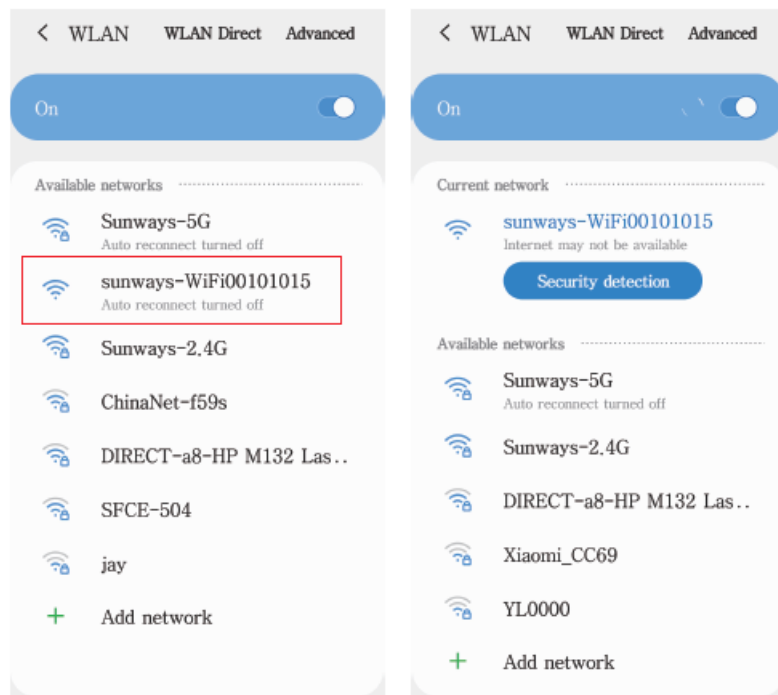 WLAN WLAN Direct Advanced
On
Available networks
Sunways-5G
Auto reconnect turned off
sunways-WiFi00101015
Auto reconnect turned off
Sunways-2.4G
ChinaNet-f59s
DIRECT-a8-HP M132 Las..
SFCE-504
jay
Add network
WLAN WLAN Direct Advanced
On
Current network
sunways-WiFi00101015
Internet may not be available
Security detection
Available networks
Sunways-5G
Auto reconnect turned off
Sunways-2.4G
DIRECT-a8-HP M132 Las..
Xiaomi_CC69
YL0000
Add network